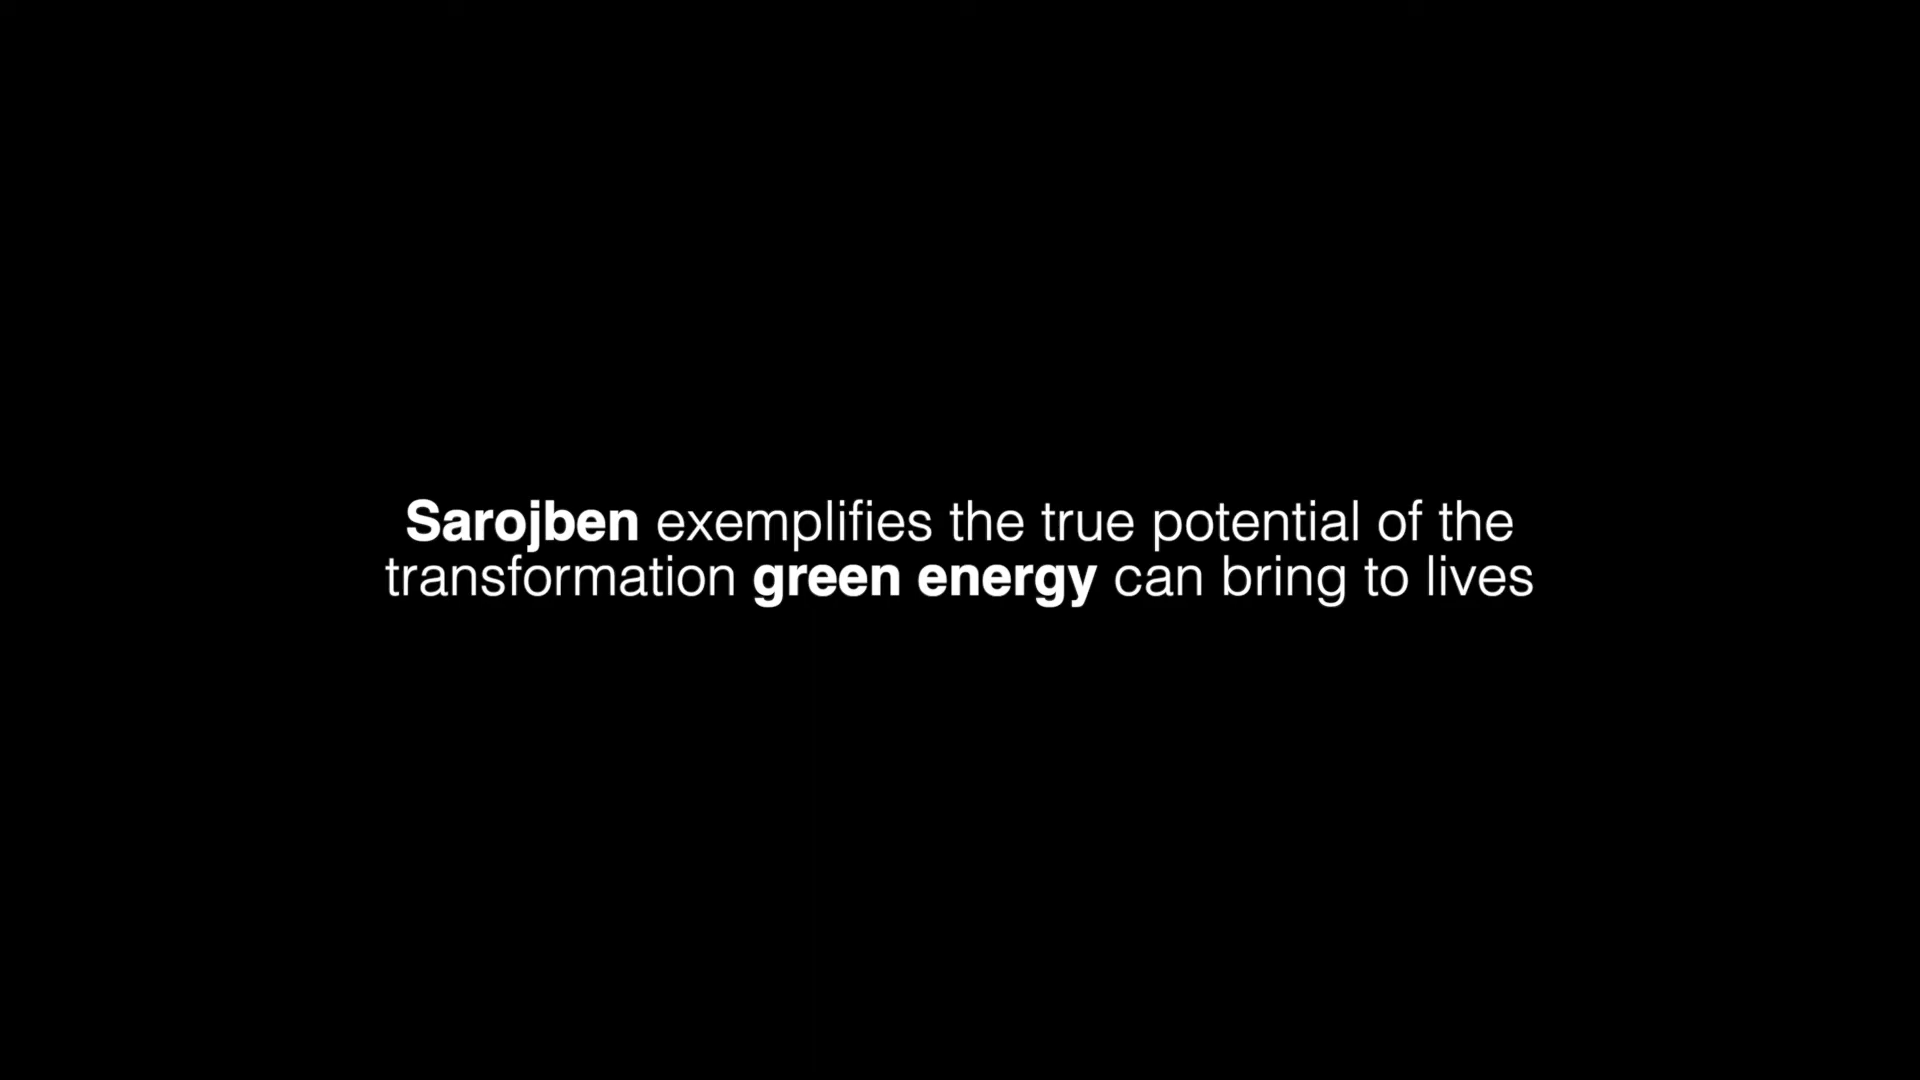 Sarojben exemplifies the true potential of the
transformation green energy can bring to lives